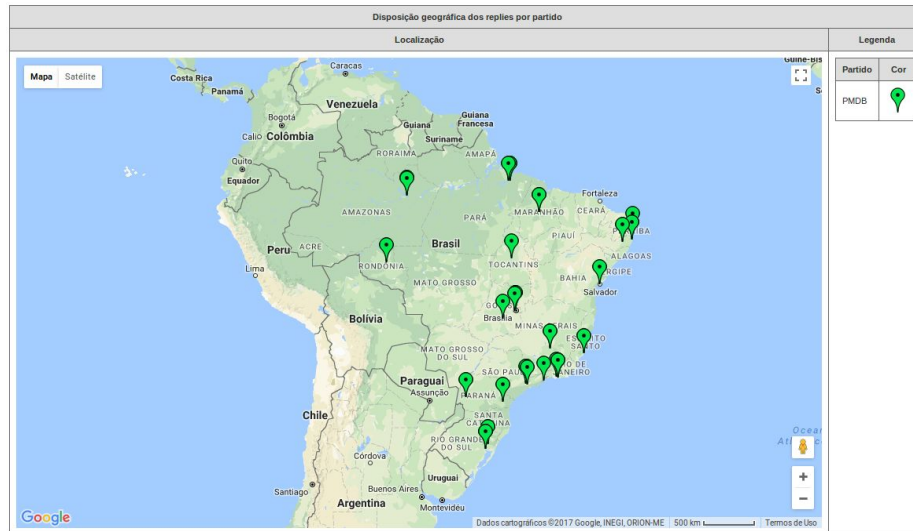 Disposição geográfica dos replies por partido
Localização
Legenda
Mapa
Satélite
Partido
Cor
PMDB
Costa Rica
Panamá
Caracas
Venezuela
Bogotá
Cali
Colômbia
Guiana
Suriname
Guiana
Francesa
RORAIMA
AMAPÁ
Quito
Equador
AMAZONAS
PARÁ
MARANHÃO
Fortaleza
CEARÁ
PIAUÍ
ALAGOAS
Peru
ACRE
Brasil
Lima
RONDÔNIA
TOCANTINS
MATO GROSSO
BAHIA
Salvador
Bolívia
Brasília
MINAS GERAIS
MATO GROSSO
DO SUL
Paraguai
Assunção
PARANÁ
SANTA
Chile
RIO GRANDE
DO SUL
Córdova
Santiago
Uruguai
Buenos Aires
Montevidéu
Argentina
Google
Dados cartográficos ©2017 Google, INEGI, ORION-ME
500 km
Termos de Uso